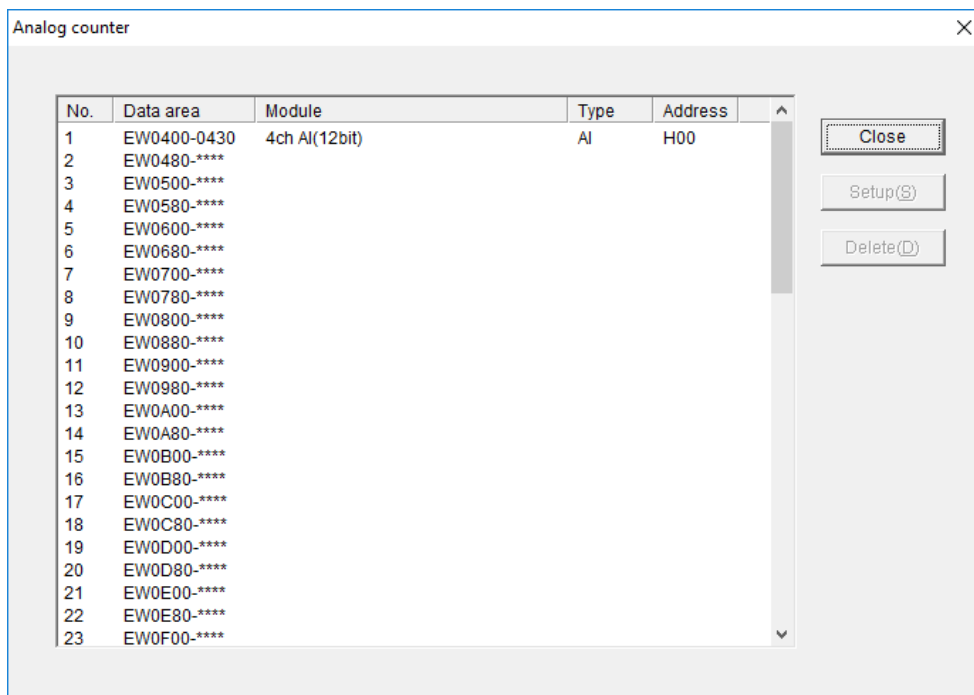 Analog counter
No. Data area Module Type Address
1 EW0400-0430 4ch AI(12bit) AI H00
2 EW0480-****
3 EW0500-****
4 EW0580-****
5 EW0600-****
6 EW0680-****
7 EW0700-****
8 EW0780-****
9 EW0800-****
10 EW0880-****
11 EW0900-****
12 EW0980-****
13 EW0A00-****
14 EW0A80-****
15 EW0B00-****
16 EW0B80-****
17 EW0C00-****
18 EW0C80-****
19 EW0D00-****
20 EW0D80-****
21 EW0E00-****
22 EW0E80-****
23 EW0F00-****
Close
Setup(S)
Delete(D)